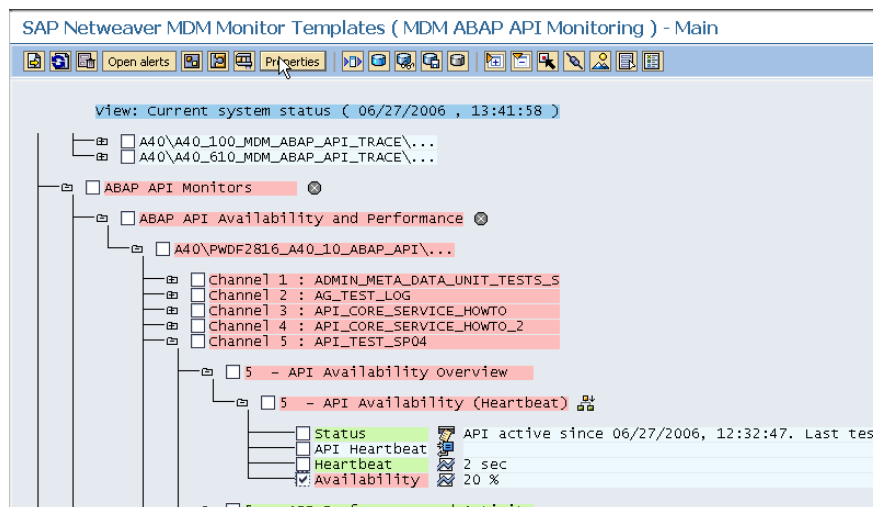 SAP Netweaver MDM Monitor Templates ( MDM ABAP API Monitoring ) - Main
Open alerts Properties
View: Current system status ( 06/27/2006 , 13:41:58 )
A40\A40_100_MDM_ABAP_API_TRACE\...
A40\A40_610_MDM_ABAP_API_TRACE\...
ABAP API Monitors
ABAP API Availability and Performance
A40\PWDF2816_A40_10_ABAP_API\...
Channel 1 : ADMIN_META_DATA_UNIT_TESTS_S
Channel 2 : AG_TEST_LOG
Channel 3 : API_CORE_SERVICE_HOWTO
Channel 4 : API_CORE_SERVICE_HOWTO_2
Channel 5 : API_TEST_SP04
5 - API Availability Overview
5 - API Availability (Heartbeat)
Status API active since 06/27/2006, 12:32:47. Last tes
API Heartbeat
Heartbeat 2 sec
Availability 20 %